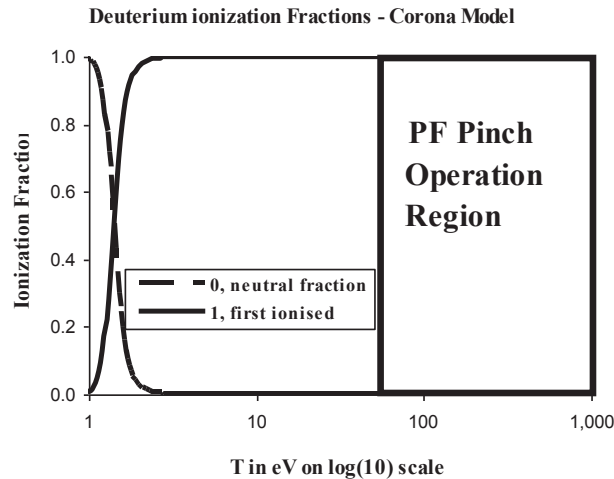 Deuterium ionization Fractions - Corona Model
1.0
0.8
0.6
0.4
0.2
0.0
Ionization Fraction
PF Pinch
Operation
Region
0, neutral fraction
1, first ionised
1
10
100
1,000
T in eV on log(10) scale